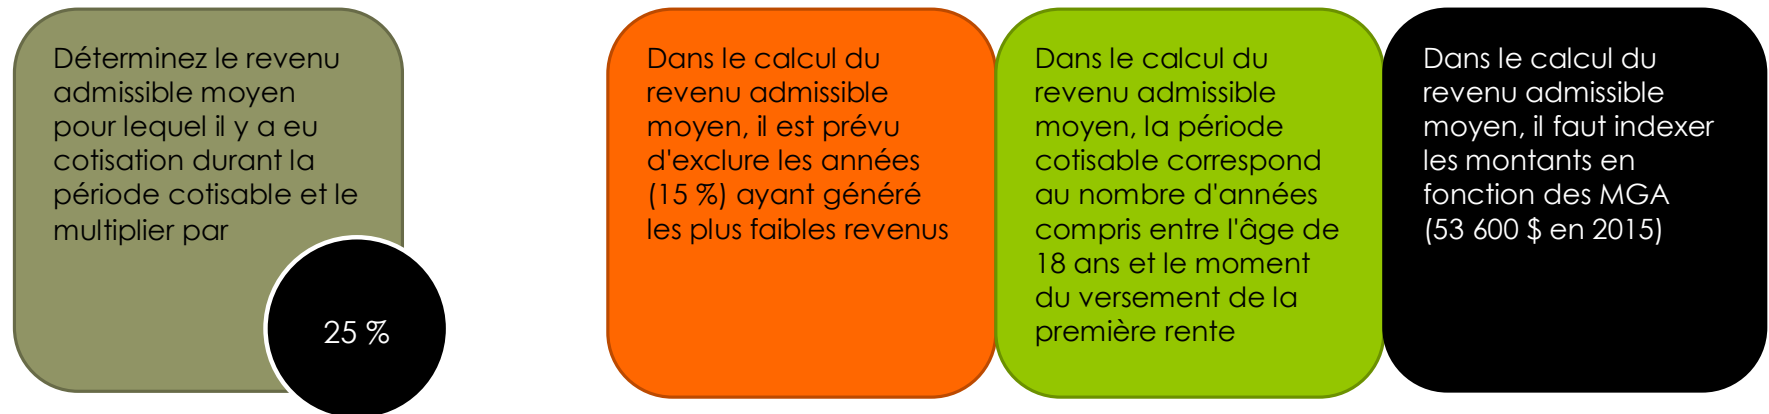 Déterminez le revenu
admissible moyen
pour lequel il y a eu
cotisation durant la
période cotisable et le
multiplier par
25 %
Dans le calcul du
revenu admissible
moyen, il est prévu
d'exclure les années
(15 %) ayant généré
les plus faibles revenus
Dans le calcul du
revenu admissible
moyen, la période
cotisable correspond
au nombre d'années
compris entre l'âge de
18 ans et le moment
du versement de la
première rente
Dans le calcul du
revenu admissible
moyen, il faut indexer
les montants en
fonction des MGA
(53 600 $ en 2015)